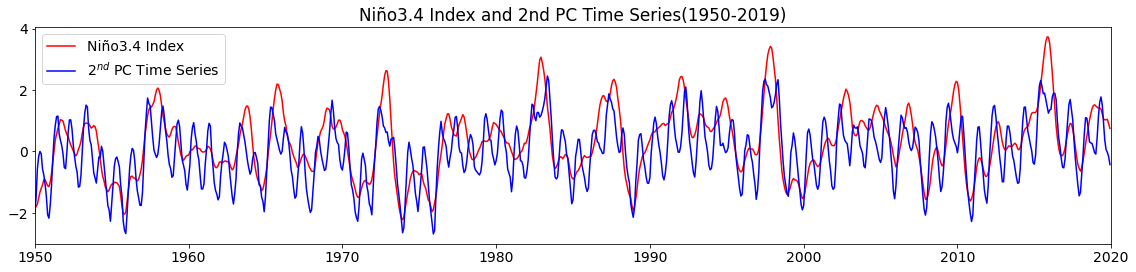 Niño3.4 Index and 2nd PC Time Series(1950-2019)
Niño3.4 Index
2nd PC Time Series
4
2
0
−2
1950 1960 1970 1980 1990 2000 2010 2020